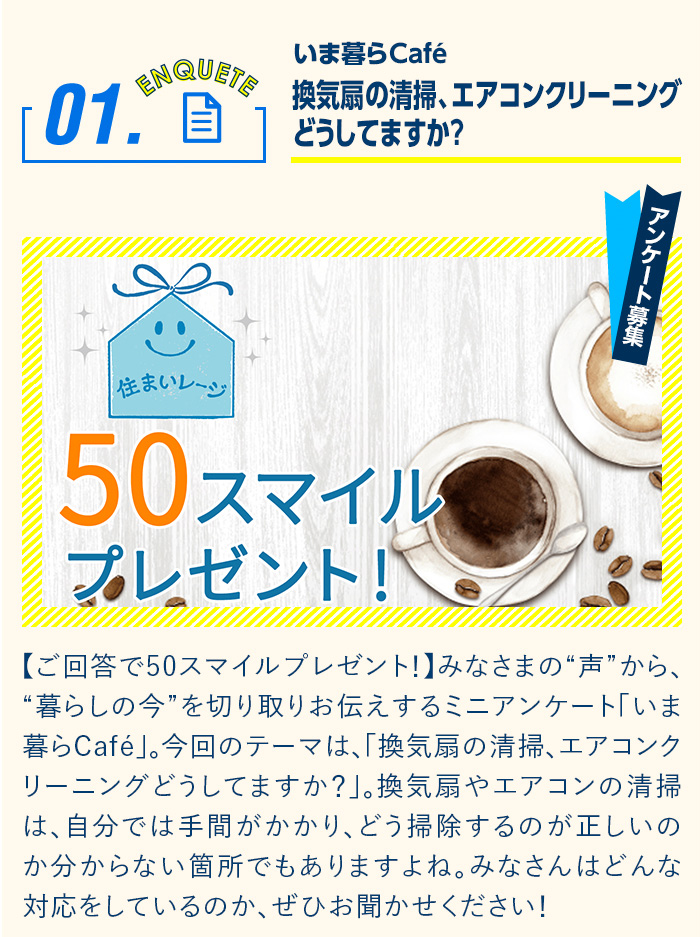 01.
ENQUETE
いま暮らCafé
換気扇の清掃、エアコンクリーニング
どうしてますか?
アンケート募集
住まいレージ
50スマイル
プレゼント!
【ご回答で50スマイルプレゼント!】みなさまの“声”から、
“暮らしの今”を切り取りお伝えするミニアンケート「いま
暮らCafé」。今回のテーマは、「換気扇の清掃、エアコンク
リーニングどうしてますか?」。換気扇やエアコンの清掃
は、自分では手間がかかり、どう掃除するのが正しいの
か分からない箇所でもありますよね。みなさんはどんな
対応をしているのか、ぜひお聞かせください!